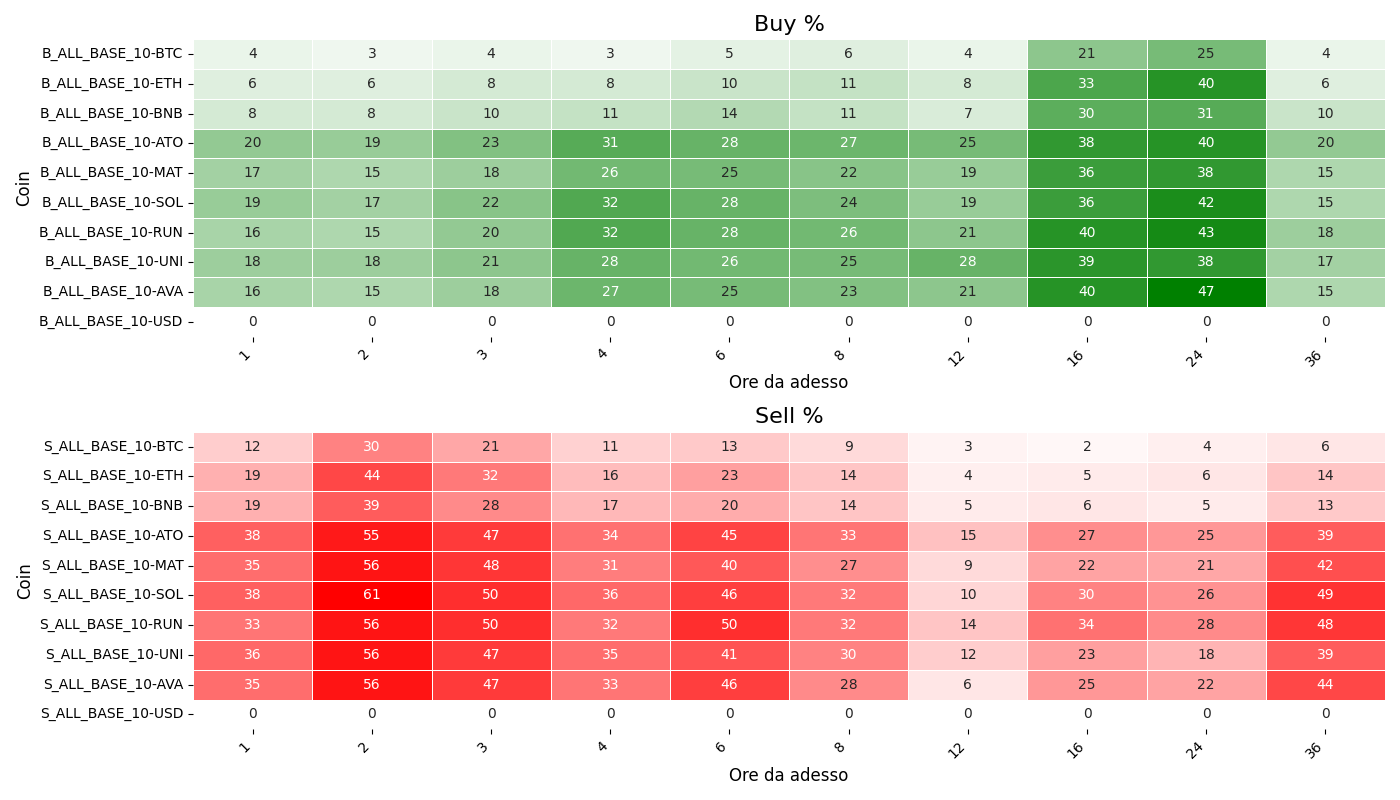 Buy %
Coin
B_ALL_BASE_10-BTC 4 3 4 3 5 6 4 21 25 4
B_ALL_BASE_10-ETH 6 6 8 8 10 11 8 33 40 6
B_ALL_BASE_10-BNB 8 8 10 11 14 11 7 30 31 10
B_ALL_BASE_10-ATO 20 19 23 31 28 27 25 38 40 20
B_ALL_BASE_10-MAT 17 15 18 26 25 22 19 36 38 15
B_ALL_BASE_10-SOL 19 17 22 32 28 24 19 36 42 15
B_ALL_BASE_10-RUN 16 15 20 32 28 26 21 40 43 18
B_ALL_BASE_10-UNI 18 18 21 28 26 25 28 39 38 17
B_ALL_BASE_10-AVA 16 15 18 27 25 23 21 40 47 15
B_ALL_BASE_10-USD 0 0 0 0 0 0 0 0 0 0
1 2 3 4 6 8 12 16 24 36
Ore da adesso
Sell %
Coin
S_ALL_BASE_10-BTC 12 30 21 11 13 9 3 2 4 6
S_ALL_BASE_10-ETH 19 44 32 16 23 14 4 5 6 14
S_ALL_BASE_10-BNB 19 39 28 17 20 14 5 6 5 13
S_ALL_BASE_10-ATO 38 55 47 34 45 33 15 27 25 39
S_ALL_BASE_10-MAT 35 56 48 31 40 27 9 22 21 42
S_ALL_BASE_10-SOL 38 61 50 36 46 32 10 30 26 49
S_ALL_BASE_10-RUN 33 56 50 32 50 32 14 34 28 48
S_ALL_BASE_10-UNI 36 56 47 35 41 30 12 23 18 39
S_ALL_BASE_10-AVA 35 56 47 33 46 28 6 25 22 44
S_ALL_BASE_10-USD 0 0 0 0 0 0 0 0 0 0
1 2 3 4 6 8 12 16 24 36
Ore da adesso